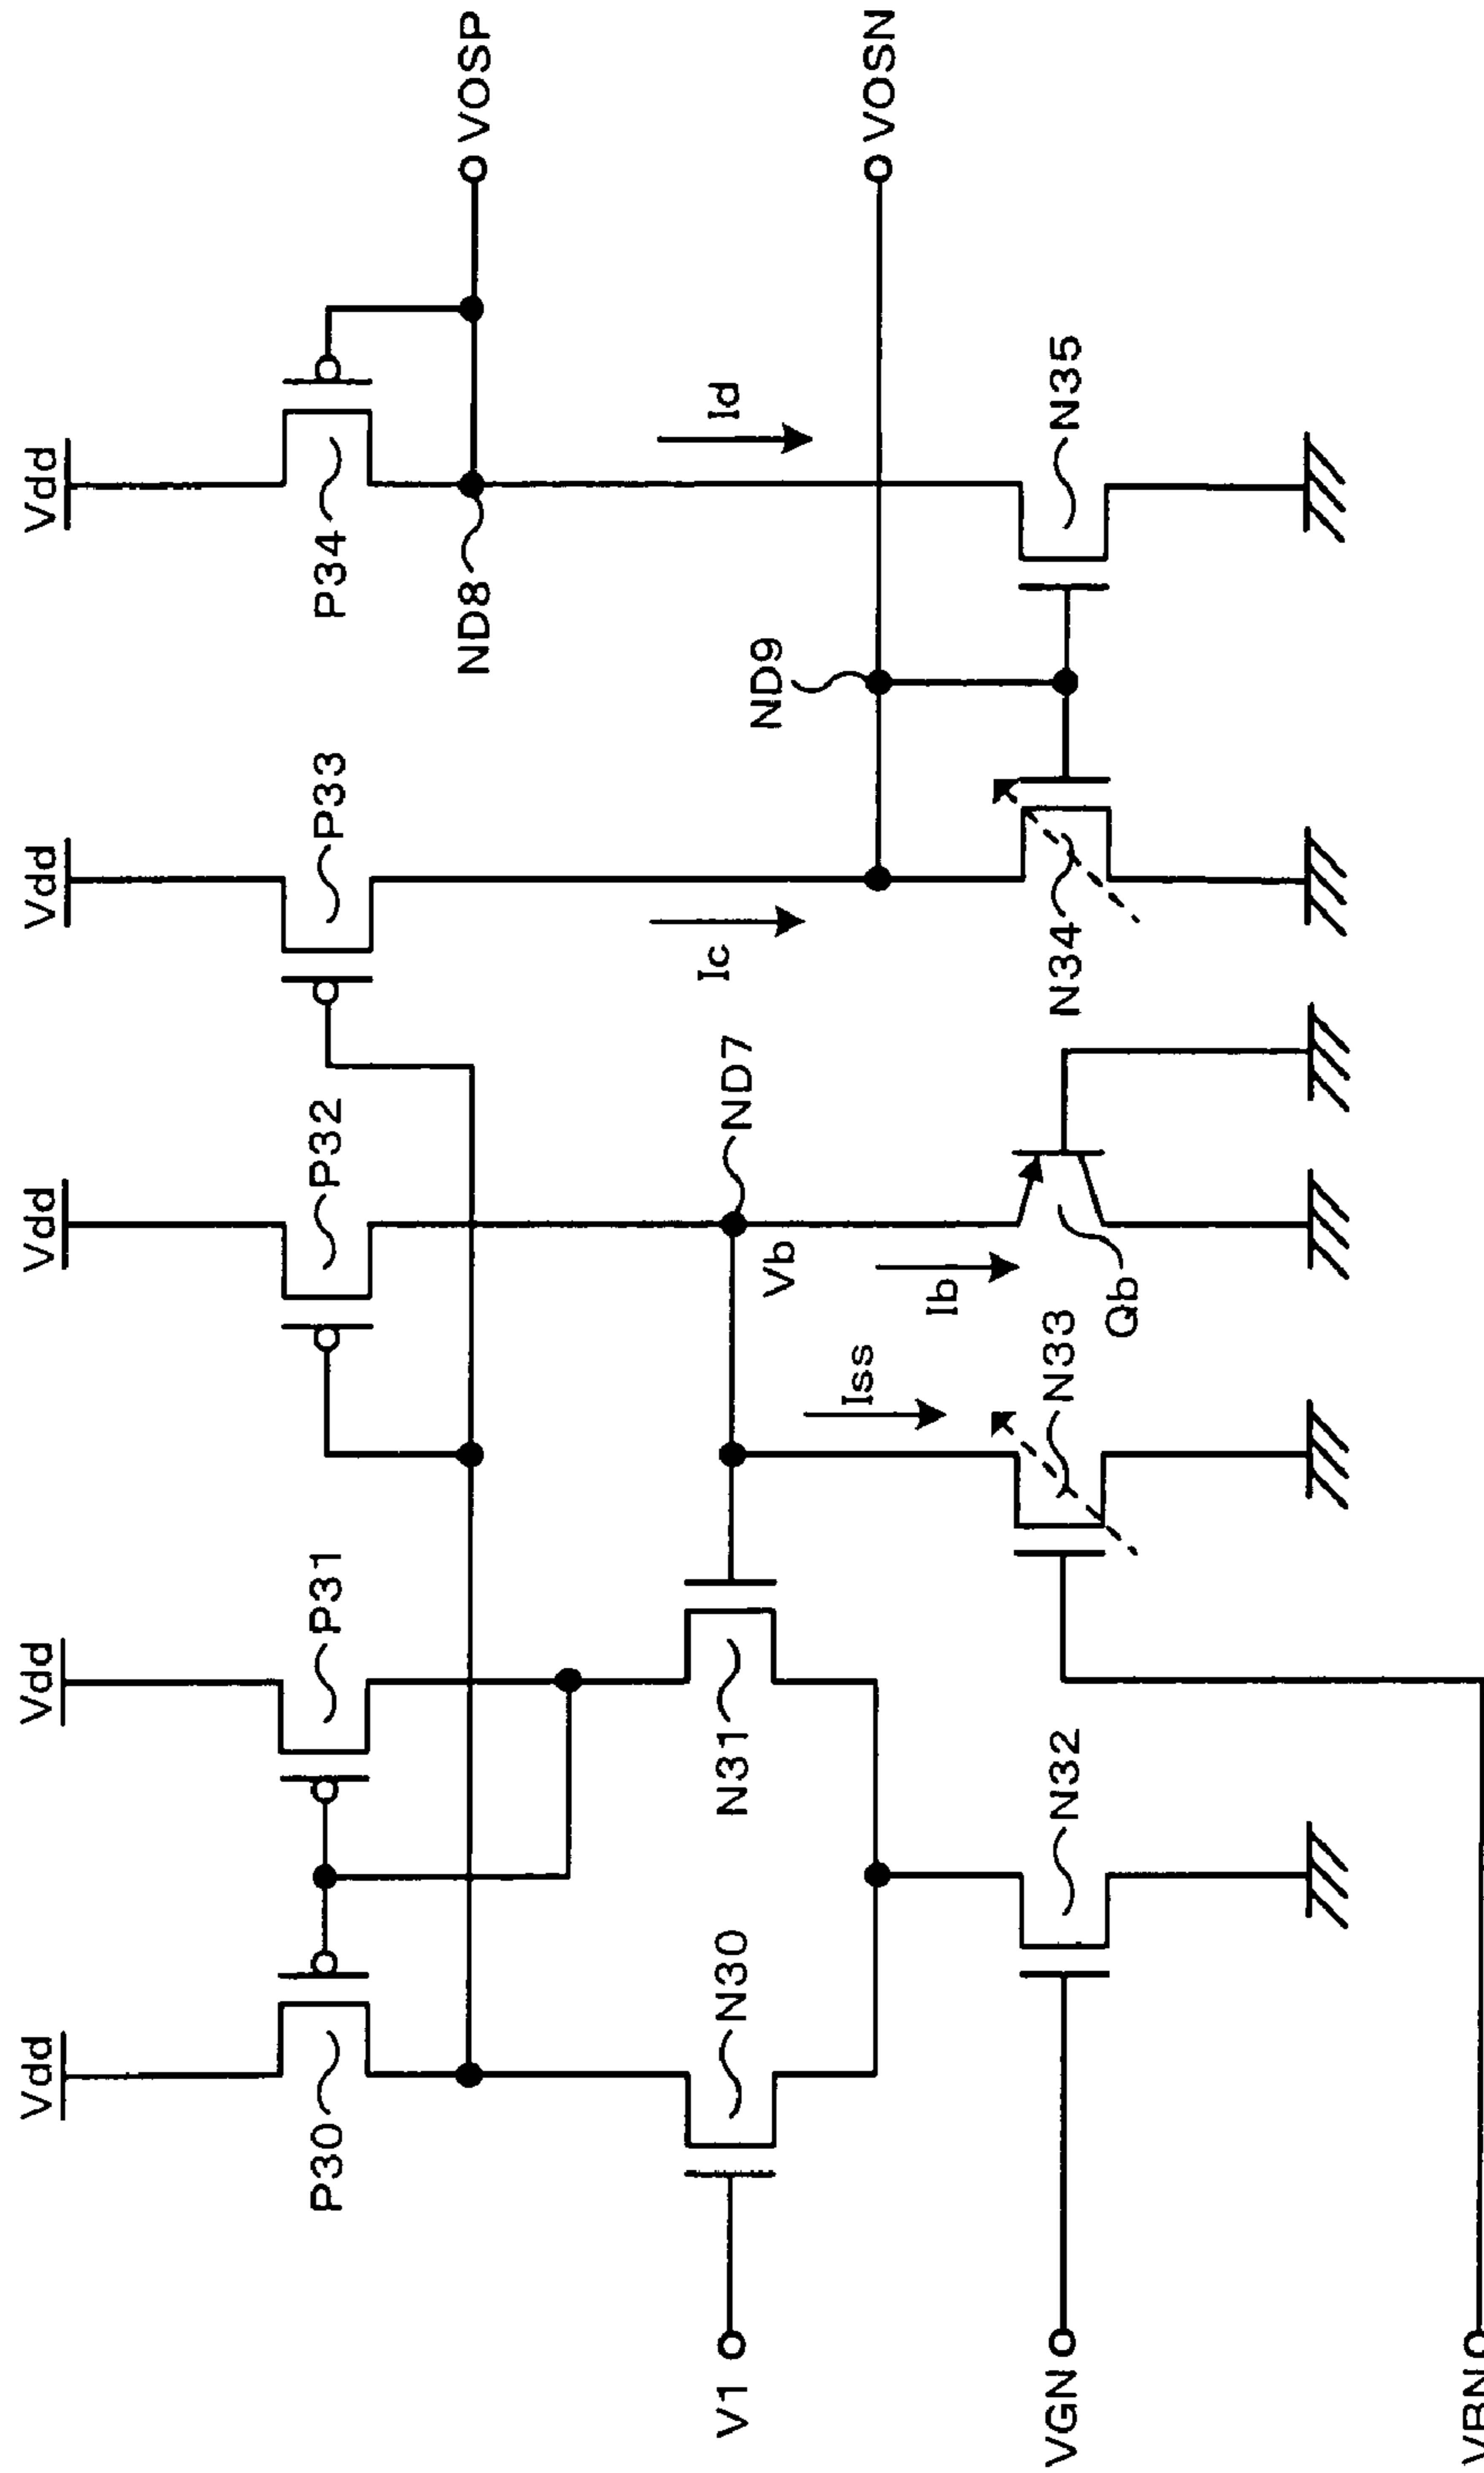 Vdd
Vdd
Vdd
Vdd
Vdd
P30
P31
P32
P33
P34
ND8
VOSP
V1
N30
N31
Vb
ND7
Ic
ND9
Id
Iss
Ib
VOSN
VGN
N32
N33
Qb
N34
N35